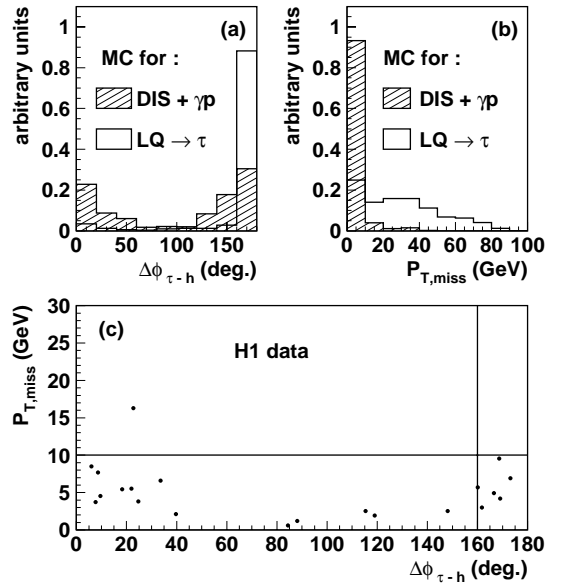 arbitrary units
1
0.8
0.6
0.4
0.2
0
(a)
MC for :
DIS + γp
LQ → τ
0 50 100 150
Δϕ τ - h (deg.)
arbitrary units
1
0.8
0.6
0.4
0.2
0
(b)
MC for :
DIS + γp
LQ → τ
0 20 40 60 80 100
P T,miss (GeV)
P T,miss (GeV)
30
25
20
15
10
5
0
(c)
H1 data
0 20 40 60 80 100 120 140 160 180
Δϕ τ - h (deg.)